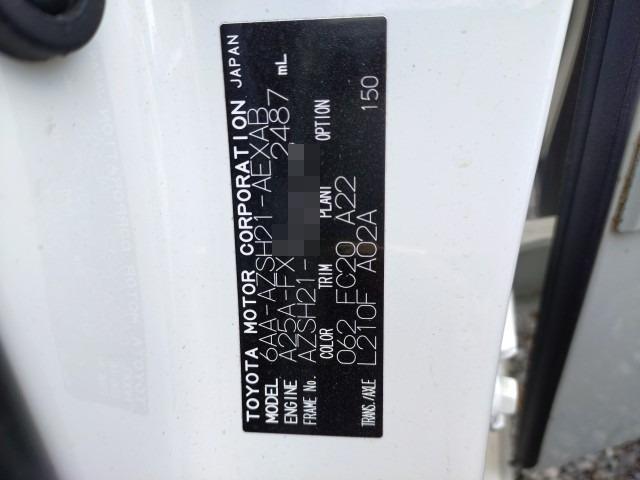 TOYOTA MOTOR CORPORATION JAPAN
MODEL 6AA-AZSH21-AEXAB
ENGINE A25A-FX 2487 mL
FRAME No. AZSH21-
COLOR TRIM PLANT OPTION
062 FC20 A22 150
TRANS./AXLE L210F A02A